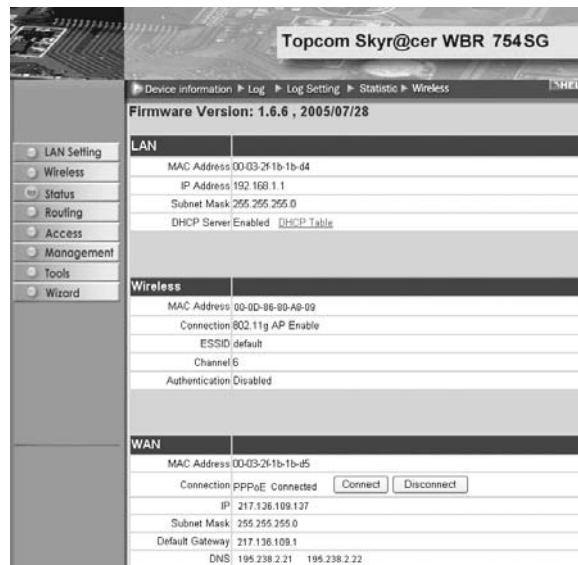 Topcom Skyr@cer WBR 754SG
Device information Log Log Setting Statistic Wireless
Firmware Version: 1.6.6 , 2005/07/28
LAN Setting
Wireless
Status
Routing
Access
Management
Tools
Wizard
LAN
MAC Address 00-03-2f-1b-1b-d4
IP Address 192.168.1.1
Subnet Mask 255.255.255.0
DHCP Server Enabled DHCP Table
Wireless
MAC Address 00-0D-86-80-A8-09
Connection 802.11g AP Enable
ESSID default
Channel 6
Authentication Disabled
WAN
MAC Address 00-03-2f-1b-1b-d5
Connection PPPoE Connected Connect Disconnect
IP 217.136.109.137
Subnet Mask 255.255.255.0
Default Gateway 217.136.109.1
DNS 195.238.2.21 195.238.2.22